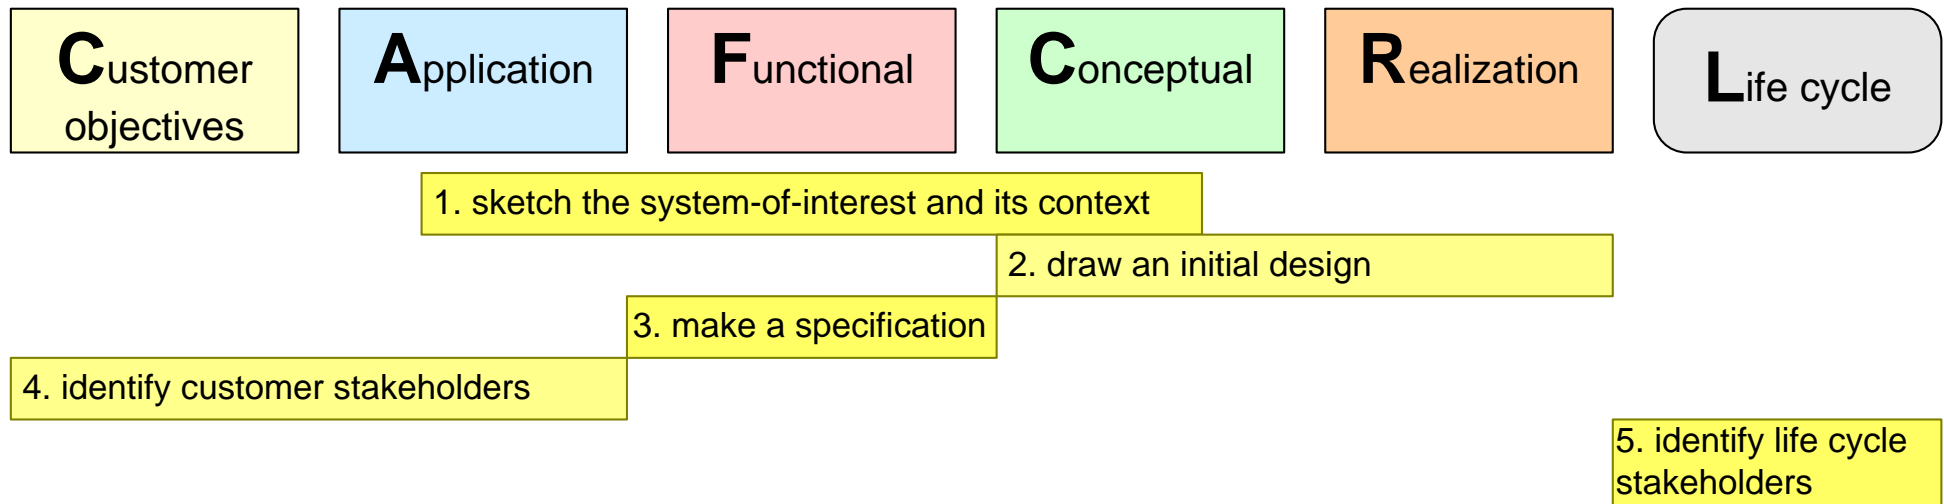 Customer
objectives
Application
Functional
Conceptual
Realization
Life cycle
1. sketch the system-of-interest and its context
2. draw an initial design
3. make a specification
4. identify customer stakeholders
5. identify life cycle
stakeholders